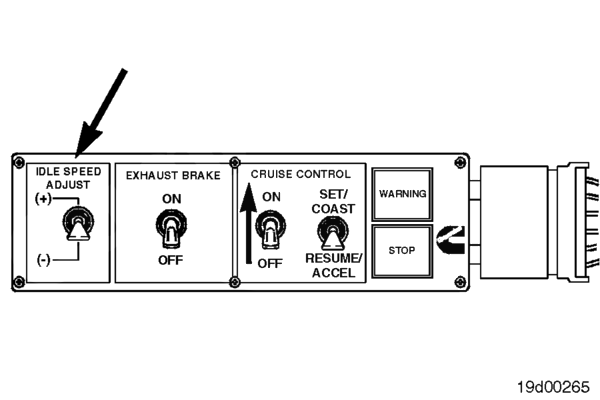 IDLE SPEED
ADJUST
(+)
(-)
EXHAUST BRAKE
ON
OFF
CRUISE CONTROL
ON
OFF
SET/
COAST
RESUME/
ACCEL
WARNING
STOP
19d00265